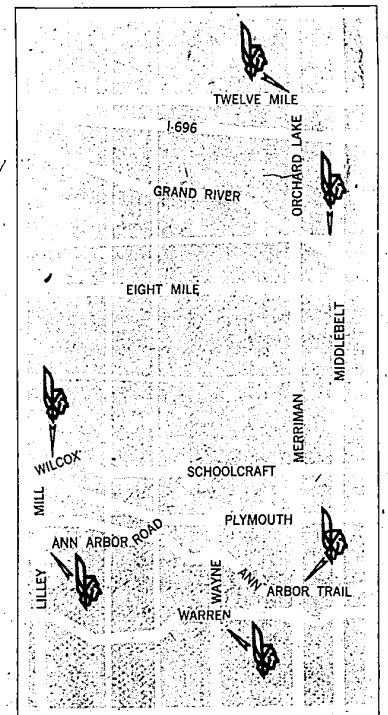 TWELVE MILE
I-696
ORCHARD LAKE
GRAND RIVER
EIGHT MILE
MIDDLEBELT
MERRIMAN
WILCOX
SCHOOLCRAFT
MILL
PLYMOUTH
ANN ARBOR ROAD
WAYNE
ANN ARBOR TRAIL
LILLEY
WARREN